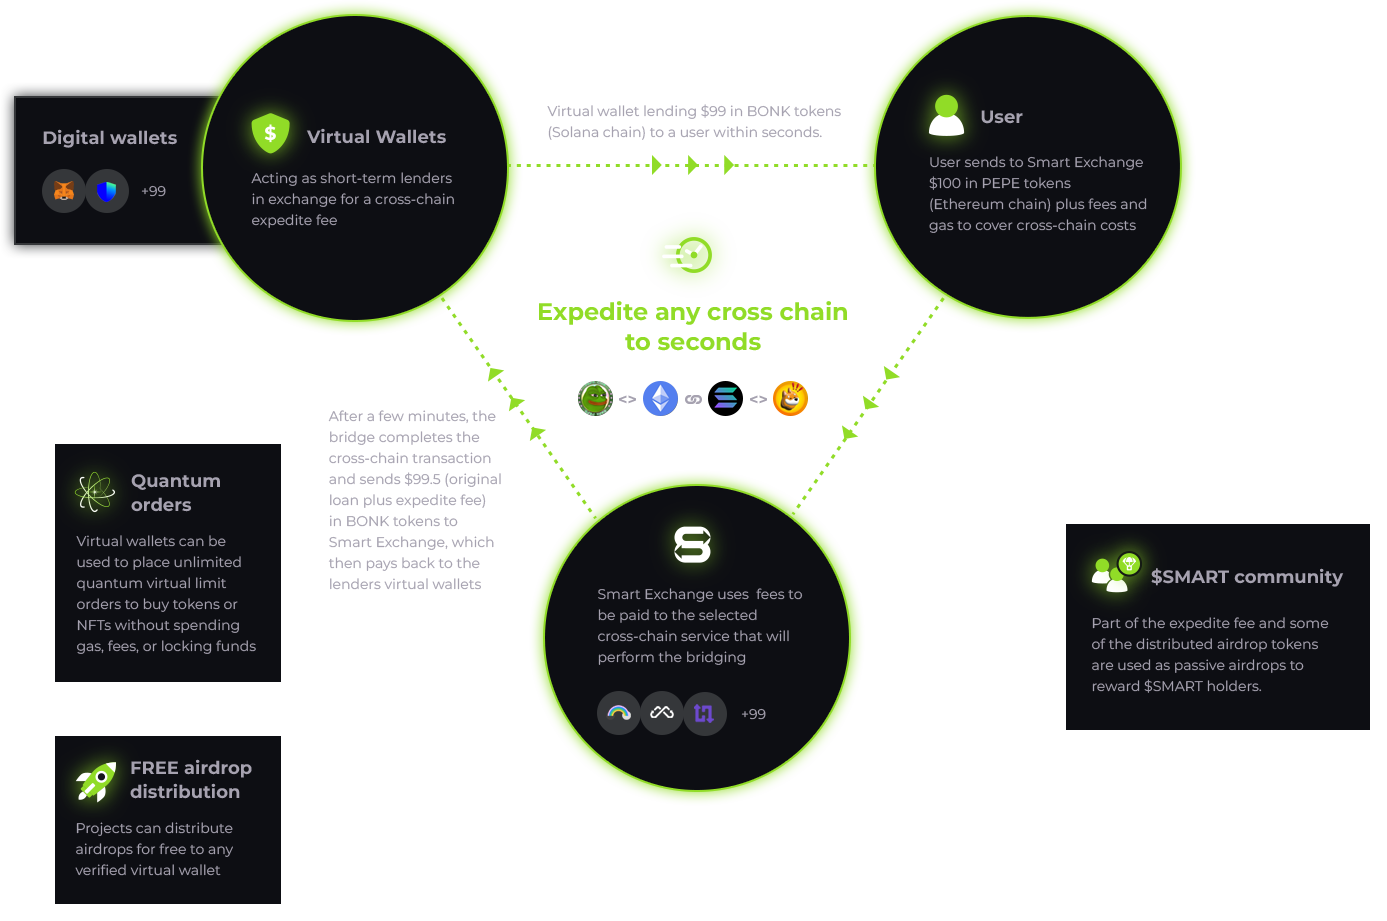 Digital wallets
+99
$
Virtual Wallets
Acting as short-term lenders
in exchange for a cross-chain
expedite fee
Virtual wallet lending $99 in BONK tokens
(Solana chain) to a user within seconds.
User
User sends to Smart Exchange
$100 in PEPE tokens
(Ethereum chain) plus fees and
gas to cover cross-chain costs
Expedite any cross chain
to seconds
<>
<>
After a few minutes, the
bridge completes the
cross-chain transaction
and sends $99.5 (original
loan plus expedite fee)
in BONK tokens to
Smart Exchange, which
then pays back to the
lenders virtual wallets
Smart Exchange uses  fees to
be paid to the selected
cross-chain service that will
perform the bridging
+99
Quantum
orders
Virtual wallets can be
used to place unlimited
quantum virtual limit
orders to buy tokens or
NFTs without spending
gas, fees, or locking funds
FREE airdrop
distribution
Projects can distribute
airdrops for free to any
verified virtual wallet
$SMART community
Part of the expedite fee and some
of the distributed airdrop tokens
are used as passive airdrops to
reward $SMART holders.